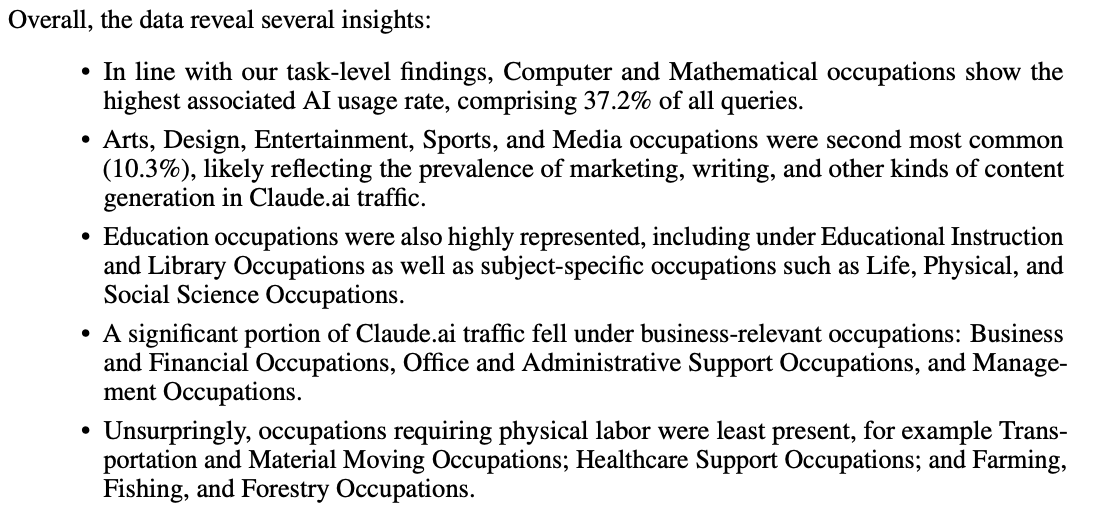 Overall, the data reveal several insights:
• In line with our task-level findings, Computer and Mathematical occupations show the
highest associated AI usage rate, comprising 37.2% of all queries.
• Arts, Design, Entertainment, Sports, and Media occupations were second most common
(10.3%), likely reflecting the prevalence of marketing, writing, and other kinds of content
generation in Claude.ai traffic.
• Education occupations were also highly represented, including under Educational Instruction
and Library Occupations as well as subject-specific occupations such as Life, Physical, and
Social Science Occupations.
• A significant portion of Claude.ai traffic fell under business-relevant occupations: Business
and Financial Occupations, Office and Administrative Support Occupations, and Manage-
ment Occupations.
• Unsurprisingly, occupations requiring physical labor were least present, for example Trans-
portation and Material Moving Occupations; Healthcare Support Occupations; and Farming,
Fishing, and Forestry Occupations.